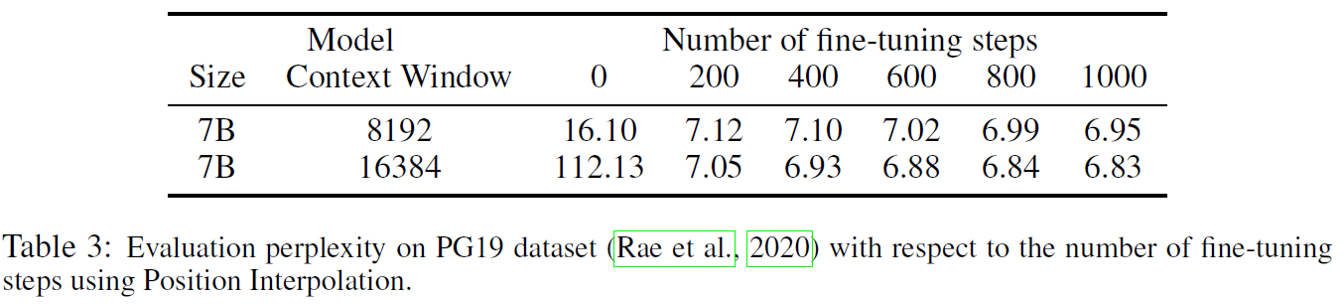 Model Number of fine-tuning steps
Size Context Window 0 200 400 600 800 1000
7B 8192 16.10 7.12 7.10 7.02 6.99 6.95
7B 16384 112.13 7.05 6.93 6.88 6.84 6.83
Table 3: Evaluation perplexity on PG19 dataset (Rae et al., 2020) with respect to the number of fine-tuning
steps using Position Interpolation.